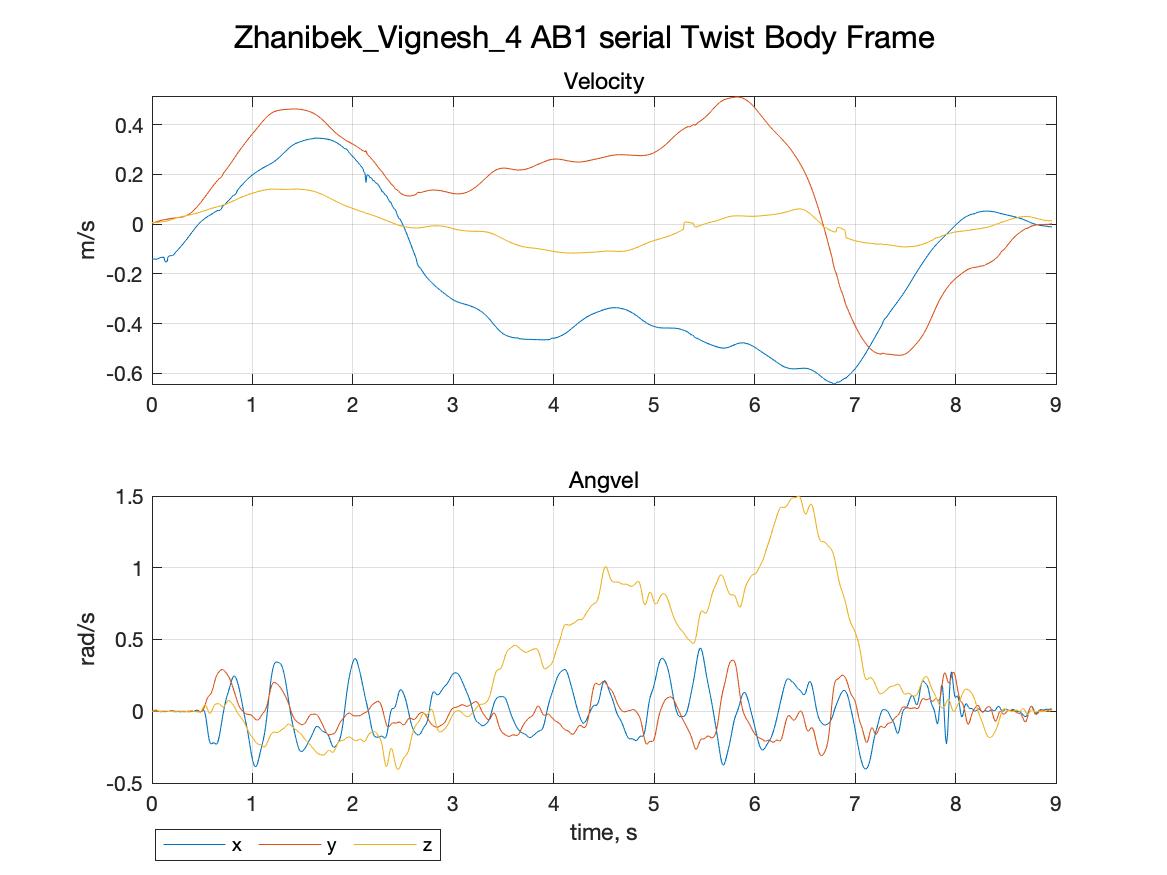 Zhanibek_Vignesh_4 AB1 serial Twist Body Frame
Velocity
0.4
0.2
0
-0.2
-0.4
-0.6
m/s
0 1 2 3 4 5 6 7 8 9
Angvel
1.5
1
0.5
0
-0.5
rad/s
0 1 2 3 4 5 6 7 8 9
time, s
x y z